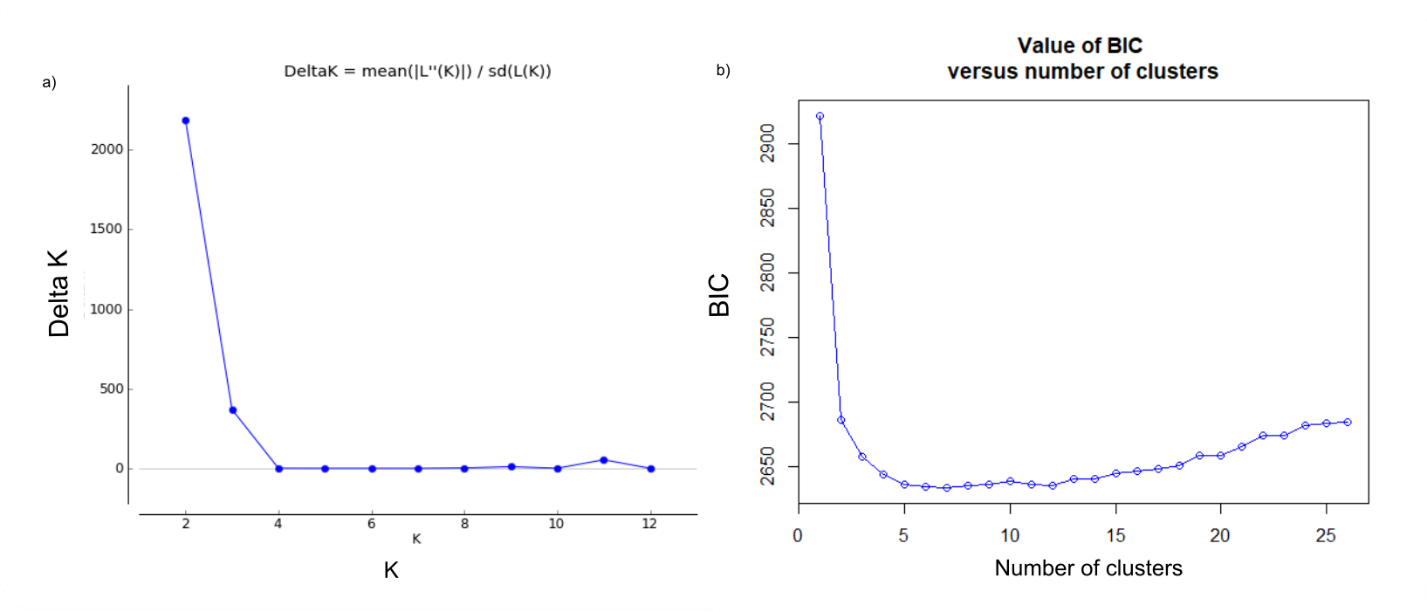 a)
DeltaK = mean(|L''(K)|) / sd(L(K))
Delta K
2000
1500
1000
500
0
2
4
6
8
10
12
K
K
b)
Value of BIC
versus number of clusters
BIC
2900
2850
2800
2750
2700
2650
0
5
10
15
20
25
Number of clusters